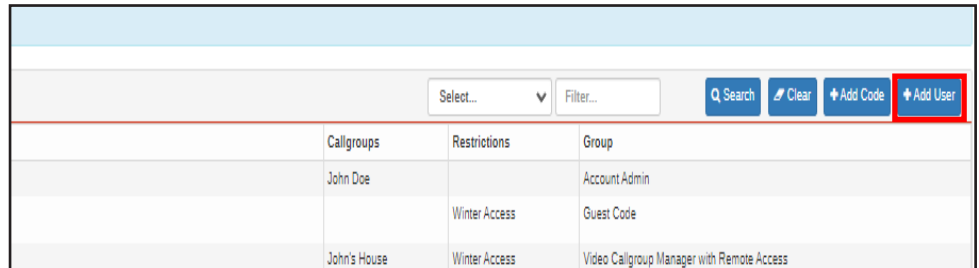 Select... Filter... Search Clear +Add Code +Add User
Callgroups Restrictions Group
John Doe Account Admin
Winter Access Guest Code
John's House Winter Access Video Callgroup Manager with Remote Access